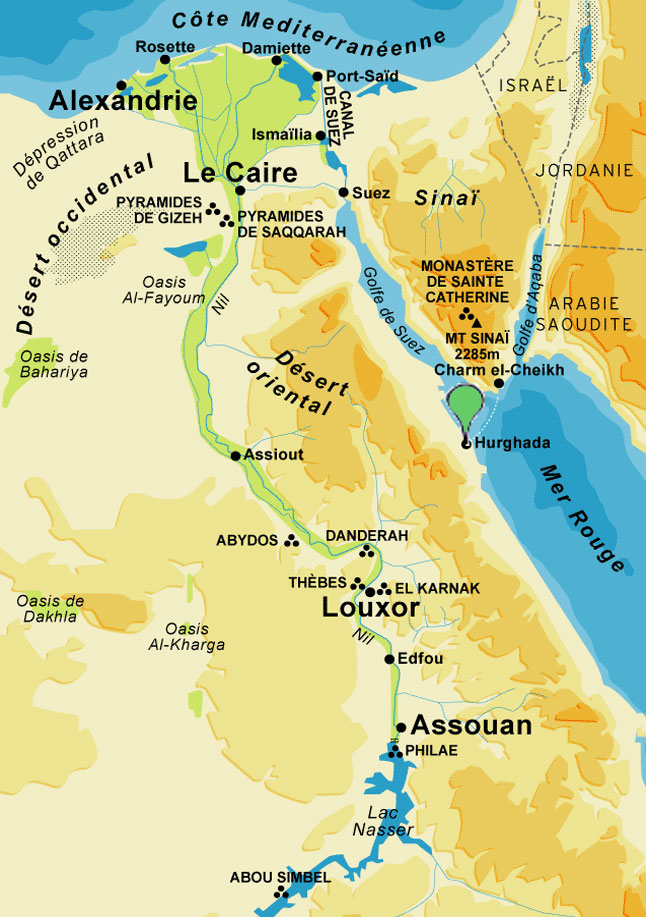 Côte Mediterranéenne
Rosette
Damiette
Port-Saïd
Alexandrie
CANAL
DE SUEZ
ISRAËL
Dépression
de Qattara
Ismaïlia
JORDANIE
Le Caire
Suez
Sinaï
Désert occidental
PYRAMIDES
DE GIZEH
PYRAMIDES
DE SAQQARAH
MONASTÈRE
DE SAINTE
CATHERINE
Golfe de Suez
Golfe d'Aqaba
Oasis
Al-Fayoum
Nil
ARABIE
SAOUDITE
MT SINAÏ
2285m
Oasis de
Bahariya
Désert
oriental
Charm el-Cheikh
Hurghada
Assiout
Mer Rouge
ABYDOS
DANDERAH
THÈBES
EL KARNAK
Louxor
Oasis de
Dakhla
Oasis
Al-Kharga
Nil
Edfou
Assouan
PHILAE
Lac
Nasser
ABOU SIMBEL